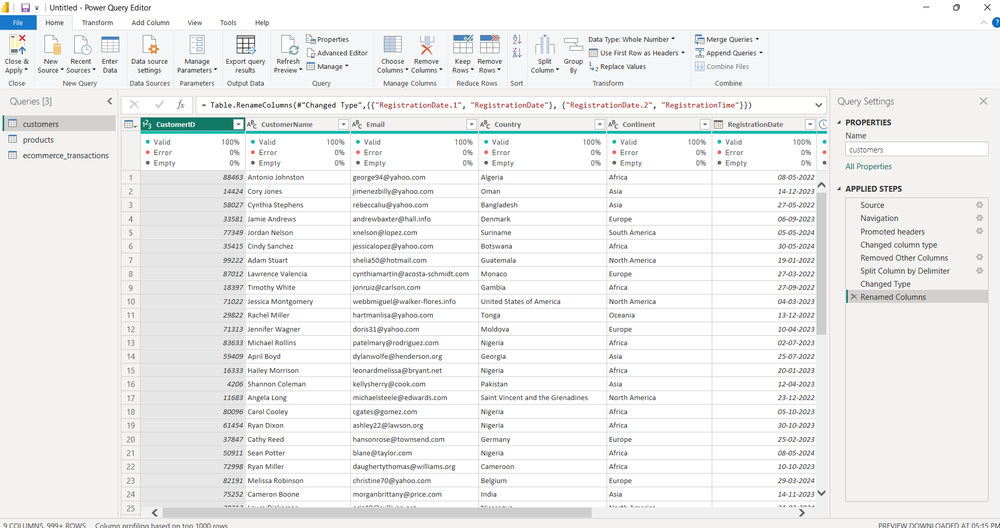 Untitled - Power Query Editor
File Home Transform Add Column View Tools Help
Close & Apply
New Source
Recent Sources
Enter Data
Data source settings
Manage Parameters
Export query results
Refresh Preview
Properties
Advanced Editor
Manage
Choose Columns
Remove Columns
Keep Rows
Remove Rows
Split Column
Group By
Data Type: Whole Number
Use First Row as Headers
Replace Values
Merge Queries
Append Queries
Combine Files
Close New Query Data Sources Parameters Output Data Query Manage Columns Reduce Rows Sort Transform Combine
Queries [3]
customers
products
ecommerce_transactions
fx = Table.RenameColumns(#"Changed Type",{{"RegistrationDate.1", "RegistrationDate"}, {"RegistrationDate.2", "RegistrationTime"}})
CustomerID CustomerName Email Country Continent RegistrationDate
Valid 100% Valid 100% Valid 100% Valid 100% Valid 100% Valid 100%
Error 0% Error 0% Error 0% Error 0% Error 0% Error 0%
Empty 0% Empty 0% Empty 0% Empty 0% Empty 0% Empty 0%
1 88463 Antonio Johnston george94@yahoo.com Algeria Africa 08-05-2022
2 14424 Cory Jones jimenezbilly@yahoo.com Oman Asia 14-12-2023
3 58027 Cynthia Stephens rebeccaliu@yahoo.com Bangladesh Asia 27-05-2022
4 33581 Jamie Andrews andrewbaxter@hall.info Denmark Europe 06-09-2023
5 77349 Jordan Nelson xnelson@lopez.com Suriname South America 05-05-2024
6 35415 Cindy Sanchez jessicalopez@yahoo.com Botswana Africa 30-05-2024
7 99222 Adam Stuart shelia50@hotmail.com Guatemala North America 19-01-2022
8 87012 Lawrence Valencia cynthiamartin@acosta-schmidt.com Monaco Europe 27-03-2022
9 18397 Timothy White jonruiz@carlson.com Gambia Africa 27-09-2022
10 71022 Jessica Montgomery webbmiguel@walker-flores.info United States of America North America 04-03-2023
11 29822 Rachel Miller hartmanlisa@yahoo.com Tonga Oceania 13-12-2022
12 71313 Jennifer Wagner doris31@yahoo.com Moldova Europe 10-04-2023
13 83633 Michael Rollins patelmary@rodriguez.com Nigeria Africa 02-07-2023
14 59409 April Boyd dylanwolfe@henderson.org Georgia Asia 25-07-2022
15 16333 Hailey Morrison leonardmelissa@bryant.net Nigeria Africa 20-01-2023
16 4206 Shannon Coleman kellysherry@cook.com Pakistan Asia 12-04-2023
17 11683 Angela Long michaelsteele@edwards.com Saint Vincent and the Grenadines North America 23-12-2022
18 80096 Carol Cooley cgates@gomez.com Nigeria Africa 05-10-2023
19 61454 Ryan Dixon ashley22@lawson.org Nigeria Africa 30-10-2023
20 37847 Cathy Reed hansonrose@townsend.com Germany Europe 25-02-2023
21 50911 Sean Potter blane@taylor.com Nigeria Africa 08-05-2024
22 72998 Ryan Miller daughertythomas@williams.org Cameroon Africa 10-10-2023
23 82191 Melissa Robinson christine70@yahoo.com Belgium Europe 29-03-2024
24 75252 Cameron Boone morganbrittany@price.com India Asia 14-11-2023
25
Query Settings
PROPERTIES
Name
customers
All Properties
APPLIED STEPS
Source
Navigation
Promoted headers
Changed column type
Removed Other Columns
Split Column by Delimiter
Changed Type
Renamed Columns
9 COLUMNS, 999+ ROWS Column profiling based on top 1000 rows PREVIEW DOWNLOADED AT 05:15 PM